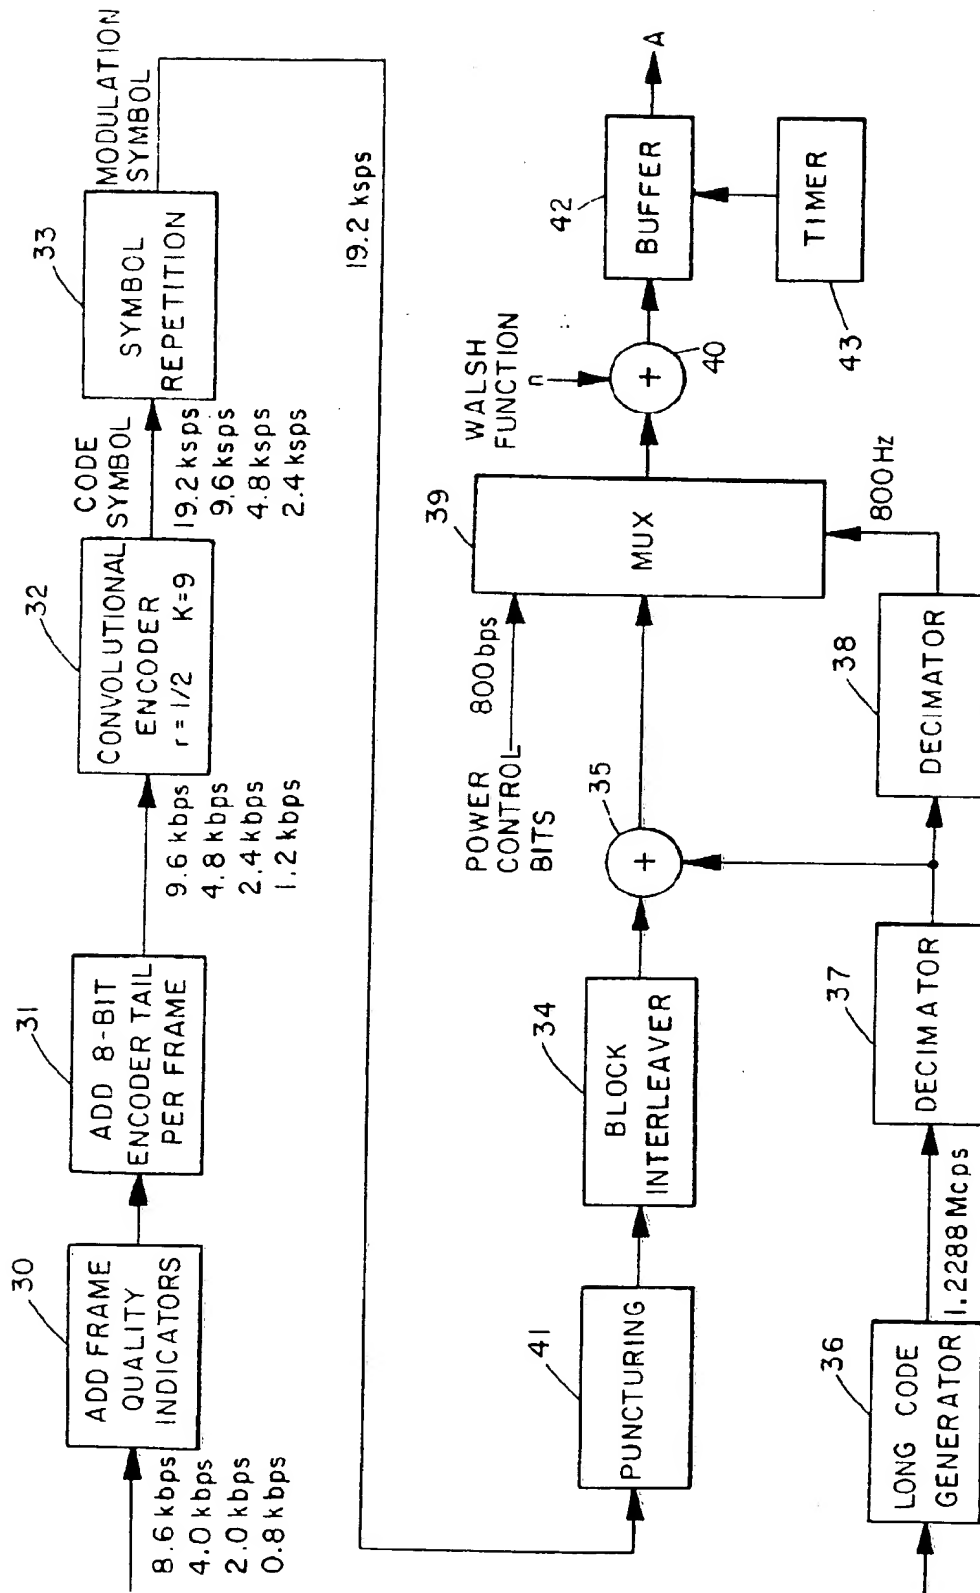 30
ADD FRAME
QUALITY
INDICATORS
8.6 kbps
4.0 kbps
2.0 kbps
0.8 kbps
31
ADD 8-BIT
ENCODER TAIL
PER FRAME
9.6 kbps
4.8 kbps
2.4 kbps
1.2 kbps
32
CONVOLUTIONAL
ENCODER
r = 1/2 K=9
CODE
SYMBOL
19.2 ksps
9.6 ksps
4.8 ksps
2.4 ksps
33
SYMBOL
REPETITION
MODULATION
SYMBOL
19.2 ksps
41
PUNCTURING
34
BLOCK
INTERLEAVER
35
+
POWER
CONTROL
BITS
800 bps
39
MUX
WALSH
FUNCTION
n
+
40
42
BUFFER
A
TIMER
43
36
LONG CODE
GENERATOR
1.2288 Mcps
37
DECIMATOR
38
DECIMATOR
800 Hz